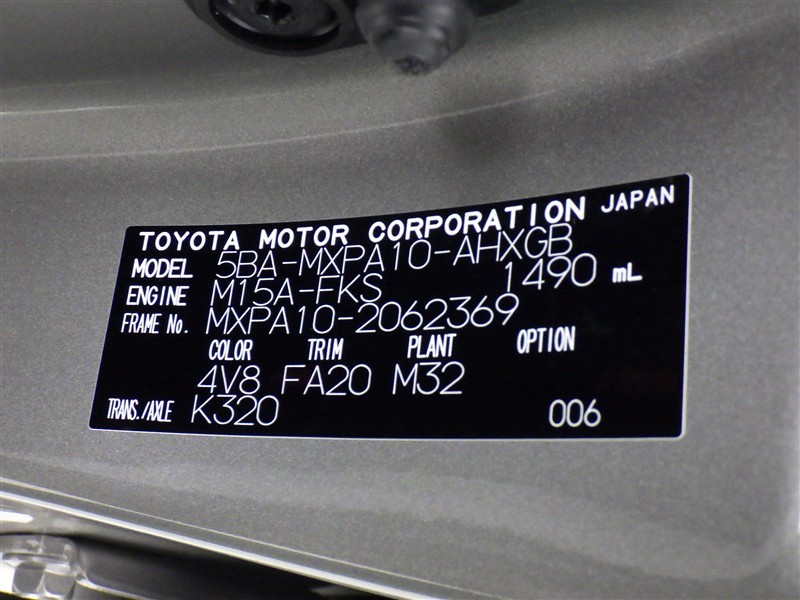 TOYOTA MOTOR CORPORATION JAPAN
MODEL 5BA-MXPA10-AHXGB
ENGINE M15A-FKS 1490 mL
FRAME No. MXPA10-2062369
COLOR TRIM PLANT OPTION
4V8 FA20 M32
TRANS./AXLE K320 006